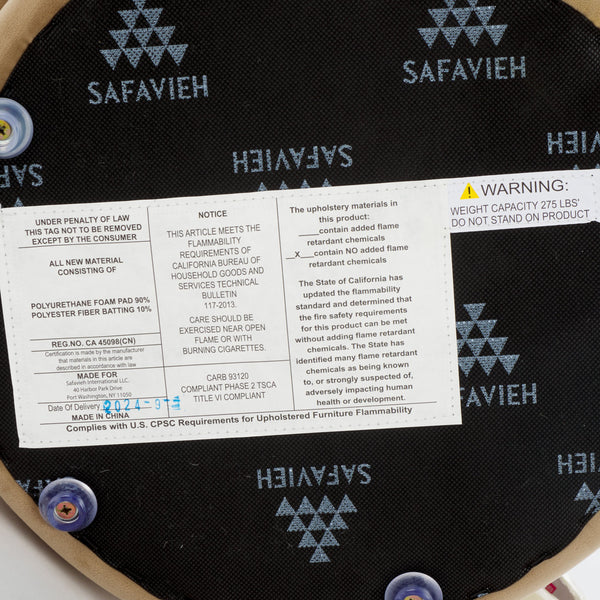 SAFAVIEH
SAFAVIEH
SAFAVIEH
UNDER PENALTY OF LAW
THIS TAG NOT TO BE REMOVED
EXCEPT BY THE CONSUMER
ALL NEW MATERIAL
CONSISTING OF
POLYURETHANE FOAM PAD 90%
POLYESTER FIBER BATTING 10%
REG.NO. CA 45098(CN)
Certification is made by the manufacturer
that materials in this article are
described in accordance with law.
MADE FOR
Safavieh International LLC.
40 Harbor Park Drive
Port Washington, NY 11050
Date Of Delivery: 2024-9
MADE IN CHINA
NOTICE
THIS ARTICLE MEETS THE
FLAMMABILITY
REQUIREMENTS OF
CALIFORNIA BUREAU OF
HOUSEHOLD GOODS AND
SERVICES TECHNICAL
BULLETIN
117-2013.
CARE SHOULD BE
EXERCISED NEAR OPEN
FLAME OR WITH
BURNING CIGARETTES.
CARB 93120
COMPLIANT PHASE 2 TSCA
TITLE VI COMPLIANT
The upholstery materials in
this product:
____contain added flame
retardant chemicals
__X___contain NO added flame
retardant chemicals
The State of California has
updated the flammability
standard and determined that
the fire safety requirements
for this product can be met
without adding flame retardant
chemicals. The State has
identified many flame retardant
chemicals as being known
to, or strongly suspected of,
adversely impacting human
health or development.
Complies with U.S. CPSC Requirements for Upholstered Furniture Flammability
WARNING:
WEIGHT CAPACITY 275 LBS'
DO NOT STAND ON PRODUCT
SAFAVIEH